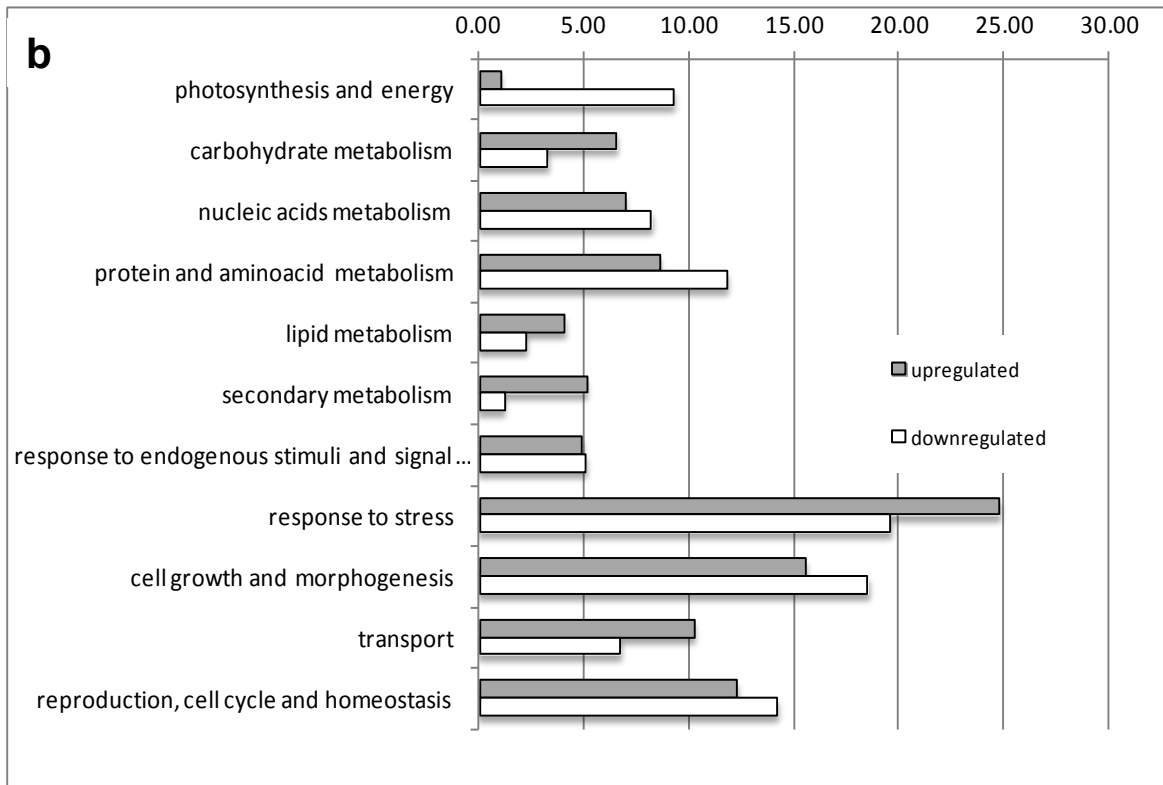 0.00 5.00 10.00 15.00 20.00 25.00 30.00
b
photosynthesis and energy
carbohydrate metabolism
nucleic acids metabolism
protein and aminoacid metabolism
lipid metabolism
secondary metabolism
response to endogenous stimuli and signal ...
response to stress
cell growth and morphogenesis
transport
reproduction, cell cycle and homeostasis
upregulated
downregulated